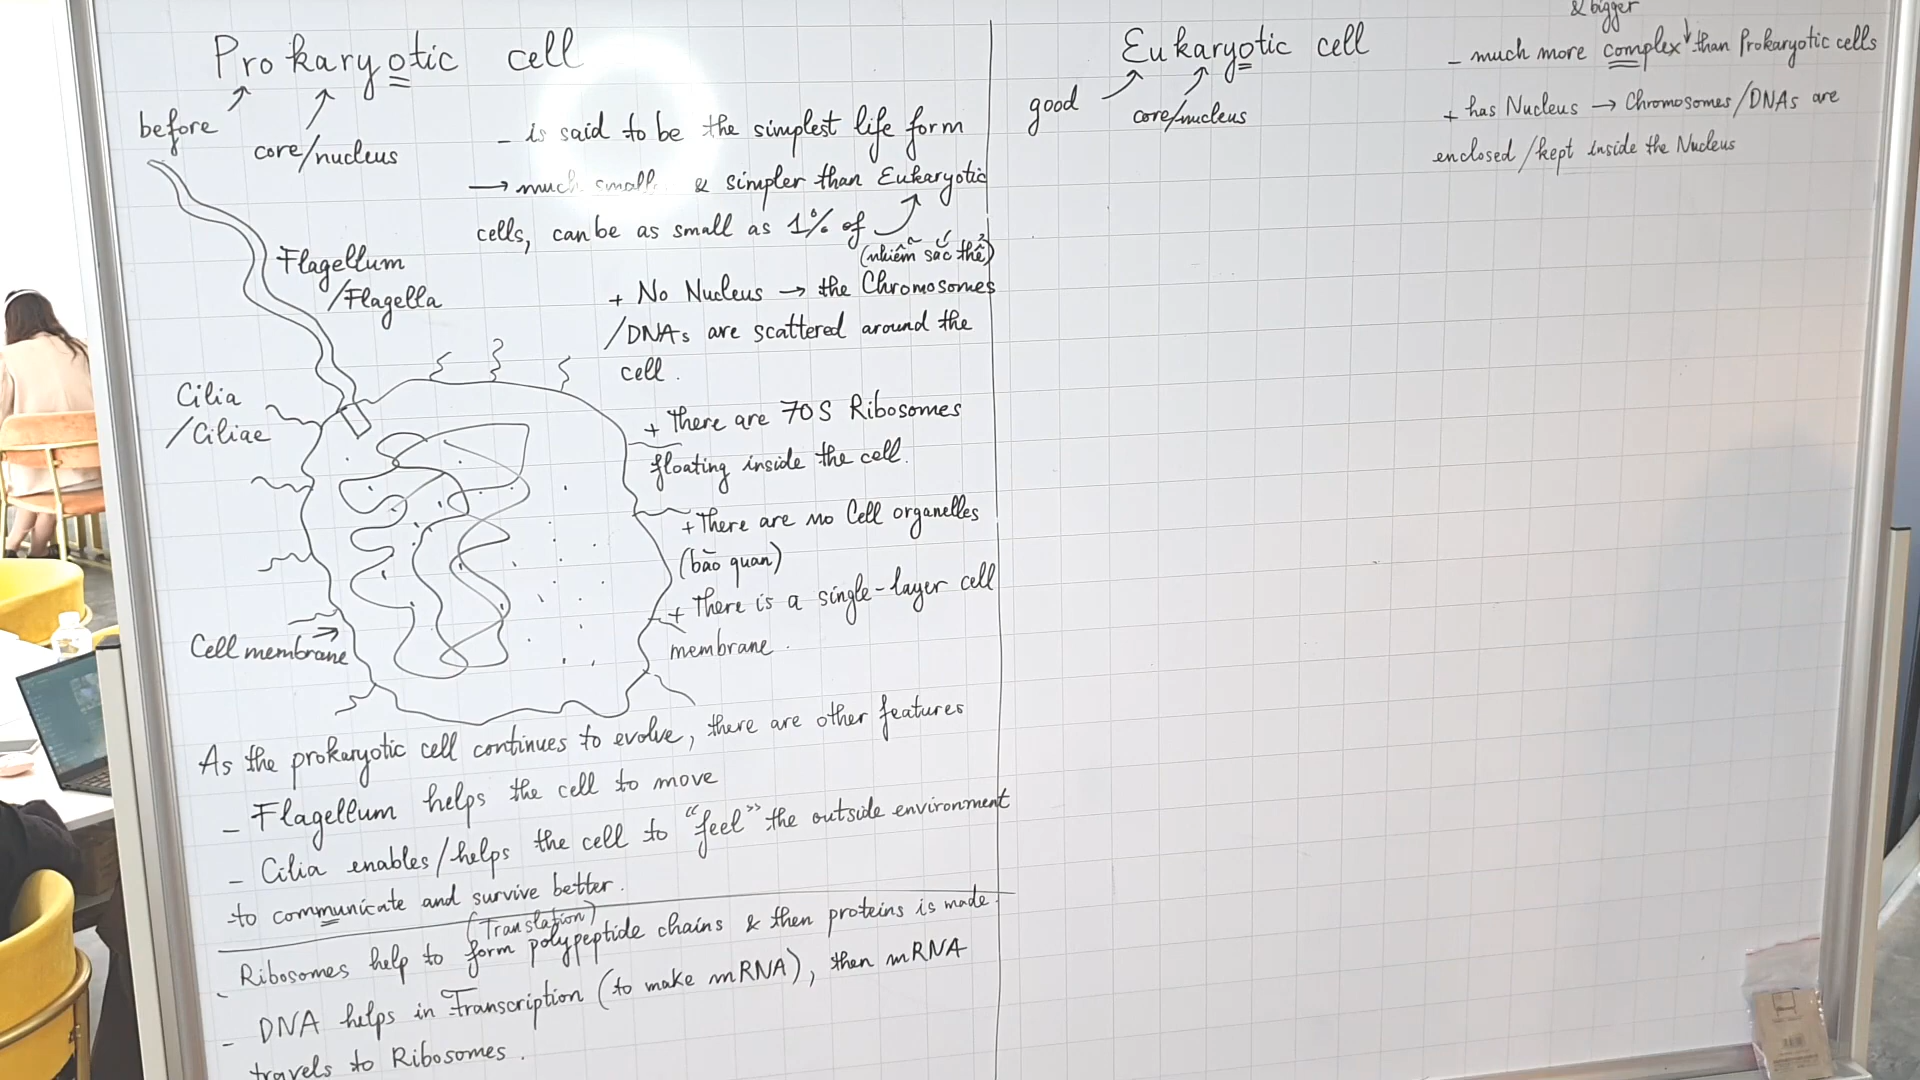 Prokaryotic cell
before
core/nucleus
- is said to be the simplest life form
→ much small & simpler than Eukaryotic
cells, can be as small as 1% of
(nhiễm sắc thể)
Flagellum
/Flagella
+ No Nucleus → the Chromosomes
/DNAs are scattered around the
cell.
Cilia
/Ciliae
+ There are 70S Ribosomes
floating inside the cell.
+ There are no Cell organelles
(bào quan)
+ There is a single-layer cell
membrane.
Cell membrane
As the prokaryotic cell continues to evolve, there are other features
- Flagellum helps the cell to move
- Cilia enables/helps the cell to "feel" the outside environment
to communicate and survive better.
(Translation)
- Ribosomes help to form polypeptide chains & then proteins is made.
- DNA helps in Transcription (to make mRNA), then mRNA
travels to Ribosomes.
Eukaryotic cell
good
core/nucleus
& bigger
- much more complex than Prokaryotic cells
+ has Nucleus → Chromosomes/DNAs are
enclosed/kept inside the Nucleus